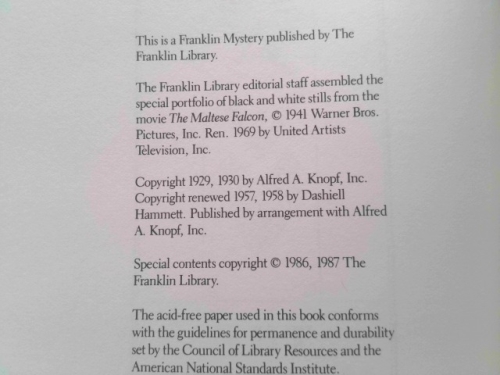 This is a Franklin Mystery published by The
Franklin Library.
The Franklin Library editorial staff assembled the
special portfolio of black and white stills from the
movie The Maltese Falcon, © 1941 Warner Bros.
Pictures, Inc. Ren. 1969 by United Artists
Television, Inc.
Copyright 1929, 1930 by Alfred A. Knopf, Inc.
Copyright renewed 1957, 1958 by Dashiell
Hammett. Published by arrangement with Alfred
A. Knopf, Inc.
Special contents copyright © 1986, 1987 The
Franklin Library.
The acid-free paper used in this book conforms
with the guidelines for permanence and durability
set by the Council of Library Resources and the
American National Standards Institute.